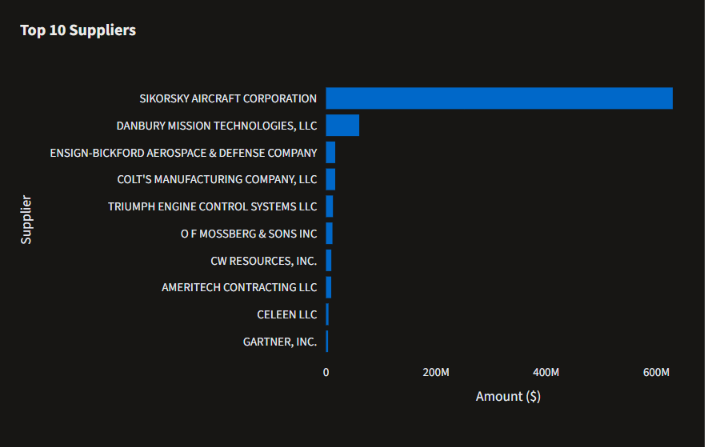 Top 10 Suppliers
SIKORSKY AIRCRAFT CORPORATION
DANBURY MISSION TECHNOLOGIES, LLC
ENSIGN-BICKFORD AEROSPACE & DEFENSE COMPANY
COLT'S MANUFACTURING COMPANY, LLC
TRIUMPH ENGINE CONTROL SYSTEMS LLC
O F MOSSBERG & SONS INC
CW RESOURCES, INC.
AMERITECH CONTRACTING LLC
CELEEN LLC
GARTNER, INC.
Supplier
0 200M 400M 600M
Amount ($)